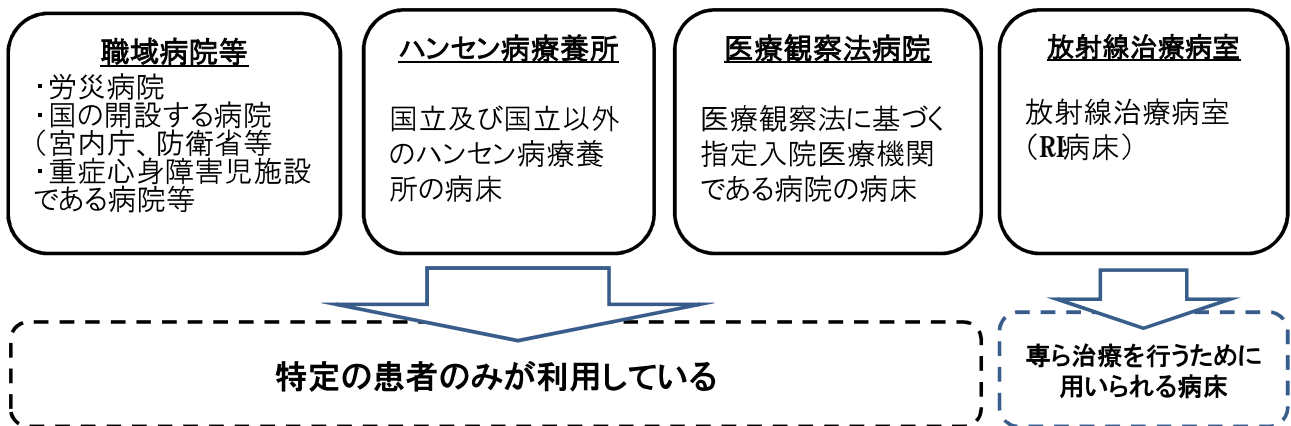 職域病院等
・労災病院
・国の開設する病院
(宮内庁、防衛省等
・重症心身障害児施設
である病院等
ハンセン病療養所
国立及び国立以外
のハンセン病療養
所の病床
医療観察法病院
医療観察法に基づく
指定入院医療機関
である病院の病床
放射線治療病室
放射線治療病室
(RI病床)
特定の患者のみが利用している
専ら治療を行うために
用いられる病床